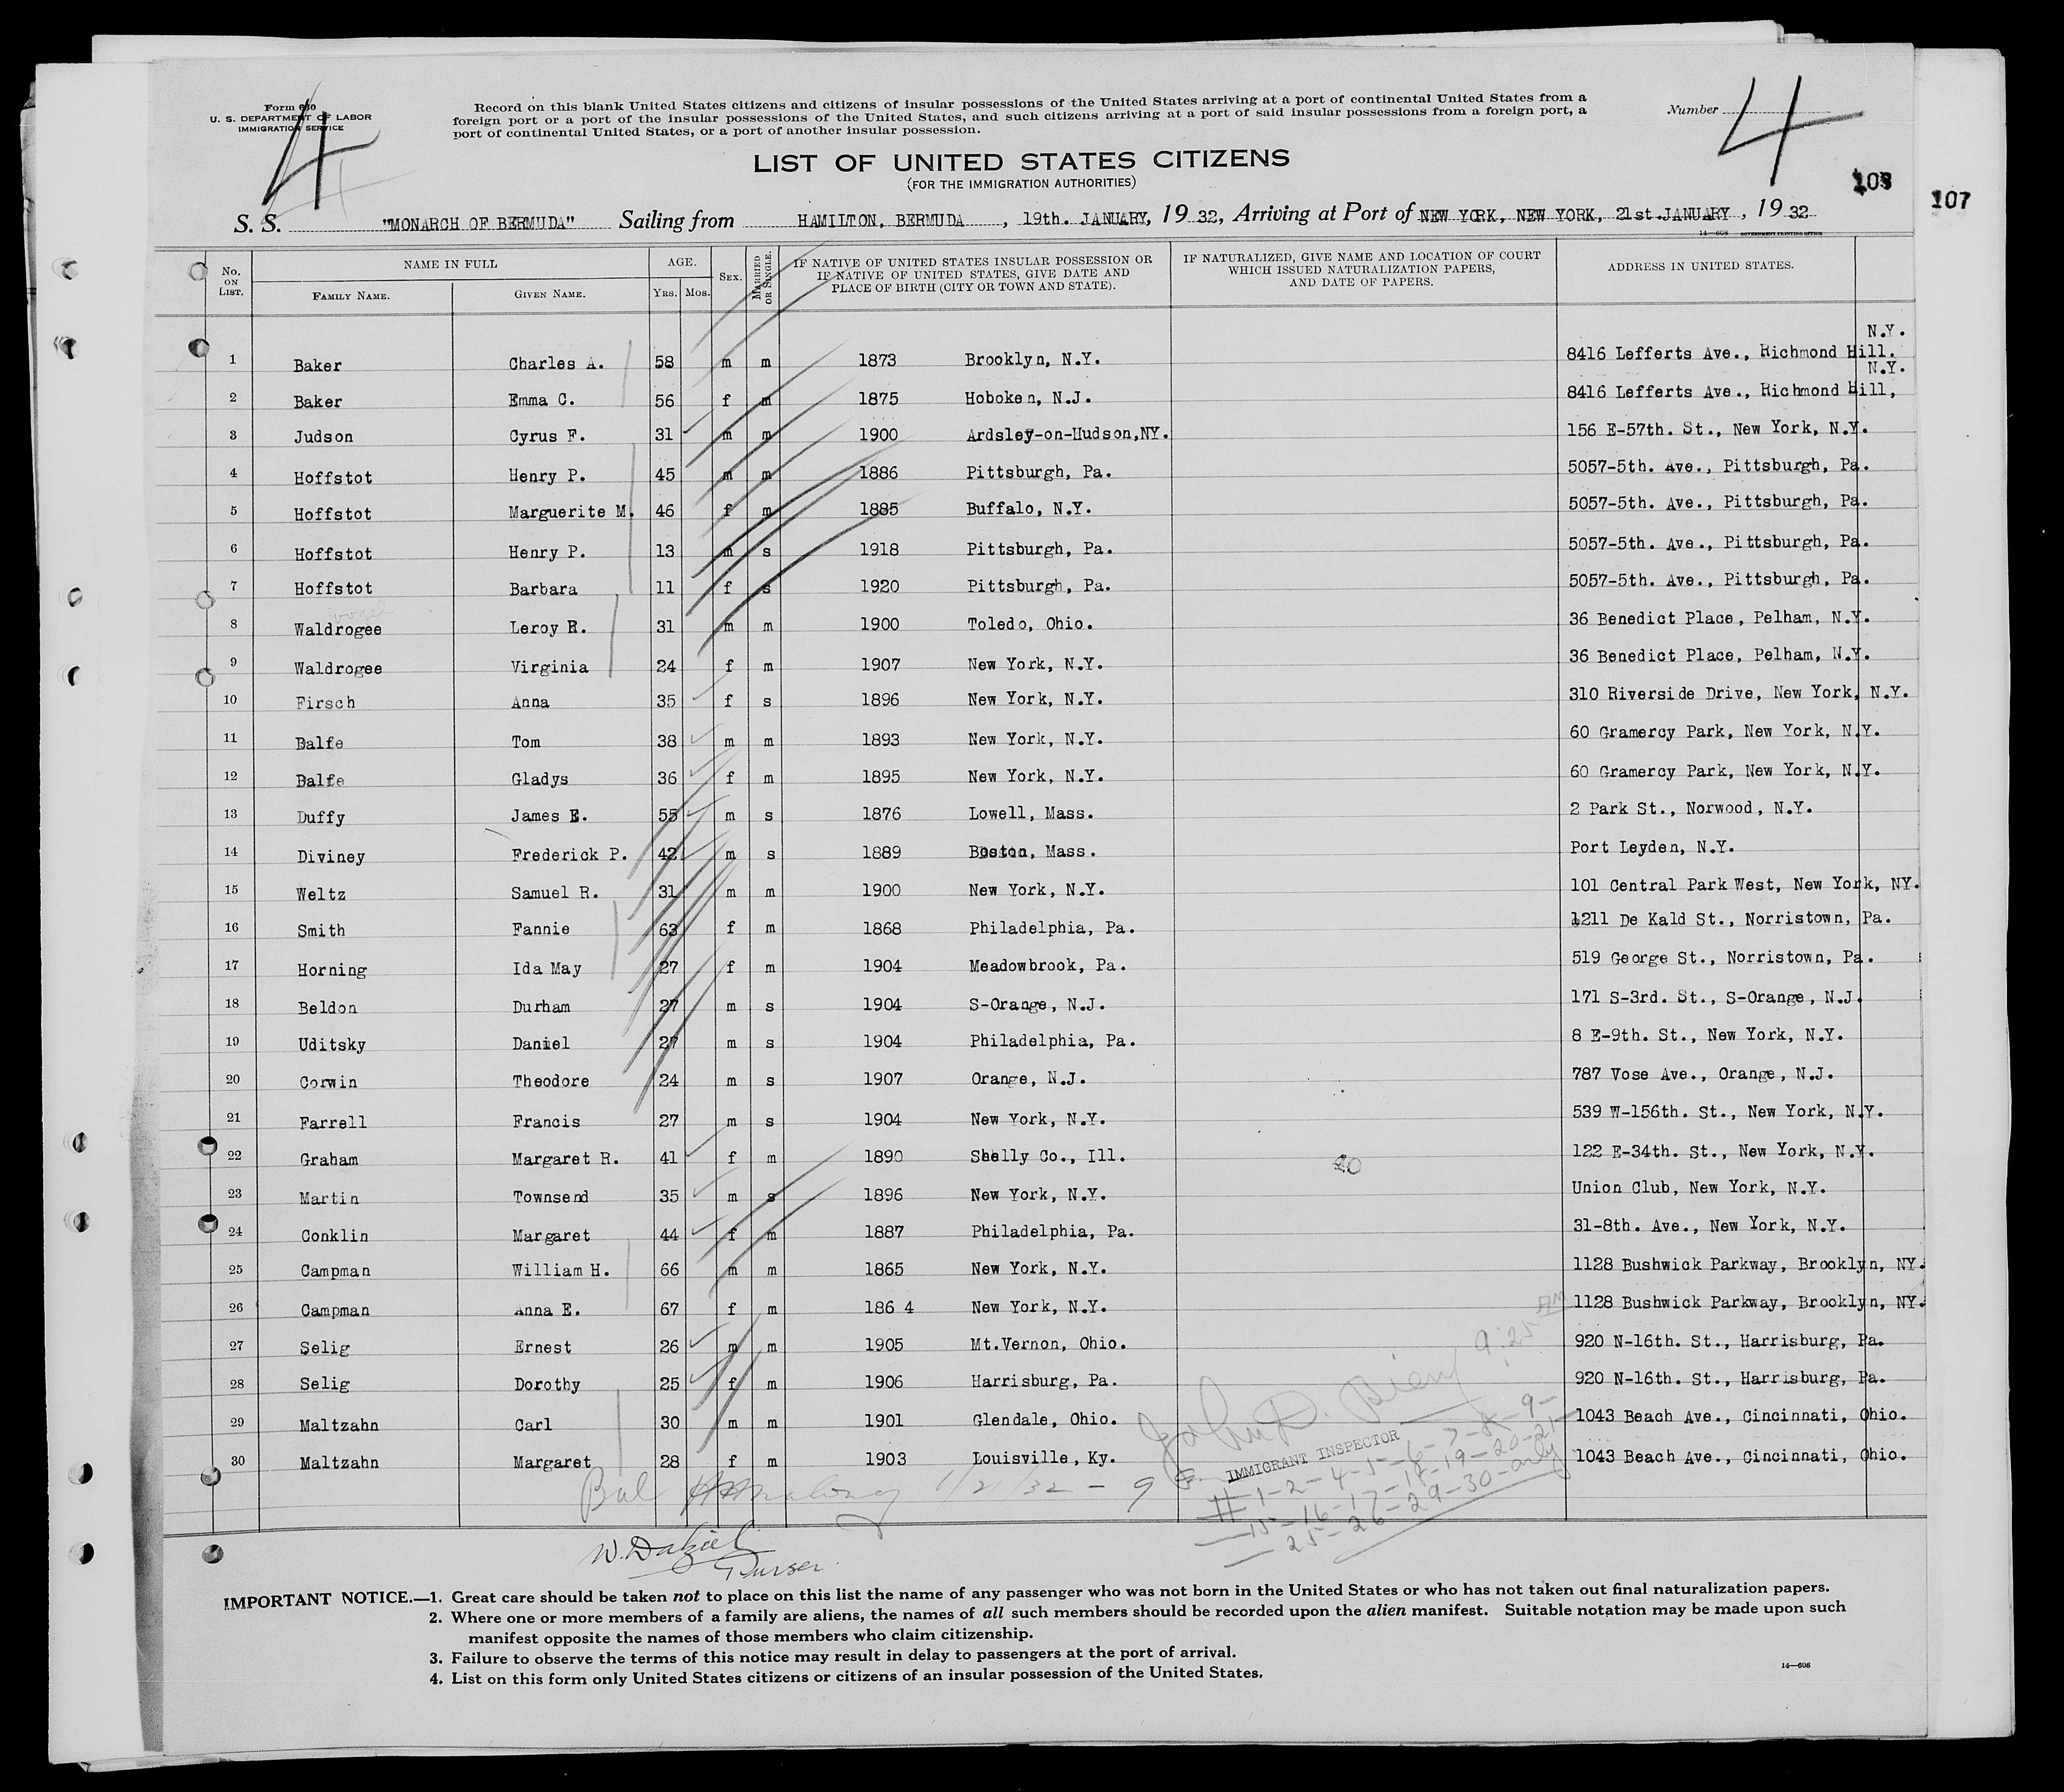 Form 630
U. S. DEPARTMENT OF LABOR
IMMIGRATION SERVICE
4
Record on this blank United States citizens and citizens of insular possessions of the United States arriving at a port of continental United States from a
foreign port or a port of the insular possessions of the United States, and such citizens arriving at a port of said insular possessions from a foreign port, a
port of continental United States, or a port of another insular possession.
Number 4
LIST OF UNITED STATES CITIZENS
(FOR THE IMMIGRATION AUTHORITIES)
107
S. S. "MONARCH OF BERMUDA" Sailing from HAMILTON, BERMUDA, 19th. JANUARY, 1932, Arriving at Port of NEW YORK, NEW YORK, 21st.JANUARY, 1932
14—608 GOVERNMENT PRINTING OFFICE
No. ON LIST. NAME IN FULL FAMILY NAME. GIVEN NAME. AGE. YRS. MOS. SEX. MARRIED OR SINGLE. IF NATIVE OF UNITED STATES INSULAR POSSESSION OR IF NATIVE OF UNITED STATES, GIVE DATE AND PLACE OF BIRTH (CITY OR TOWN AND STATE). IF NATURALIZED, GIVE NAME AND LOCATION OF COURT WHICH ISSUED NATURALIZATION PAPERS, AND DATE OF PAPERS. ADDRESS IN UNITED STATES.
1 Baker Charles A. 58 m m 1873 Brooklyn, N.Y. 8416 Lefferts Ave., Richmond Hill. N.Y.
2 Baker Emma C. 56 f m 1875 Hoboken, N.J. 8416 Lefferts Ave., Richmond Hill, N.Y.
3 Judson Cyrus F. 31 m m 1900 Ardsley-on-Hudson,NY. 156 E-57th. St., New York, N.Y.
4 Hoffstot Henry P. 45 m m 1886 Pittsburgh, Pa. 5057-5th. Ave., Pittsburgh, Pa.
5 Hoffstot Marguerite M. 46 f m 1885 Buffalo, N.Y. 5057-5th. Ave., Pittsburgh, Pa.
6 Hoffstot Henry P. 13 m s 1918 Pittsburgh, Pa. 5057-5th. Ave., Pittsburgh, Pa.
7 Hoffstot Barbara 11 f s 1920 Pittsburgh, Pa. 5057-5th. Ave., Pittsburgh, Pa.
8 Waldrogee Leroy R. 31 m m 1900 Toledo, Ohio. 36 Benedict Place, Pelham, N.Y.
9 Waldrogee Virginia 24 f m 1907 New York, N.Y. 36 Benedict Place, Pelham, N.Y.
10 Firsch Anna 35 f s 1896 New York, N.Y. 310 Riverside Drive, New York, N.Y.
11 Balfe Tom 38 m m 1893 New York, N.Y. 60 Gramercy Park, New York, N.Y.
12 Balfe Gladys 36 f m 1895 New York, N.Y. 60 Gramercy Park, New York, N.Y.
13 Duffy James E. 55 m s 1876 Lowell, Mass. 2 Park St., Norwood, N.Y.
14 Diviney Frederick P. 42 m s 1889 Boston, Mass. Port Leyden, N.Y.
15 Weltz Samuel R. 31 m m 1900 New York, N.Y. 101 Central Park West, New York, NY.
16 Smith Fannie 63 f m 1868 Philadelphia, Pa. 1211 De Kald St., Norristown, Pa.
17 Horning Ida May 27 f m 1904 Meadowbrook, Pa. 519 George St., Norristown, Pa.
18 Beldon Durham 27 m s 1904 S-Orange, N.J. 171 S-3rd. St., S-Orange, N.J.
19 Uditsky Daniel 27 m s 1904 Philadelphia, Pa. 8 E-9th. St., New York, N.Y.
20 Corwin Theodore 24 m s 1907 Orange, N.J. 787 Vose Ave., Orange, N.J.
21 Farrell Francis 27 m s 1904 New York, N.Y. 539 W-156th. St., New York, N.Y.
22 Graham Margaret R. 41 f m 1890 Shelly Co., Ill. 122 E-34th. St., New York, N.Y.
23 Martin Townsend 35 m s 1896 New York, N.Y. Union Club, New York, N.Y.
24 Conklin Margaret 44 f m 1887 Philadelphia, Pa. 31-8th. Ave., New York, N.Y.
25 Campman William H. 66 m m 1865 New York, N.Y. 1128 Bushwick Parkway, Brooklyn, NY.
26 Campman Anna E. 67 f m 186 4 New York, N.Y. 1128 Bushwick Parkway, Brooklyn, NY.
27 Selig Ernest 26 m m 1905 Mt.Vernon, Ohio. 920 N-16th. St., Harrisburg, Pa.
28 Selig Dorothy 25 f m 1906 Harrisburg, Pa. 920 N-16th. St., Harrisburg, Pa.
29 Maltzahn Carl 30 m m 1901 Glendale, Ohio. 1043 Beach Ave., Cincinnati, Ohio.
30 Maltzahn Margaret 28 f m 1903 Louisville, Ky. 1043 Beach Ave., Cincinnati, Ohio.
20
9:25 AM
John D.
IMMIGRANT INSPECTOR
# 1-2-4-5-6-7-8-9-
15-16-17-18-19-20-21-
25-26-29-30-only
Bal 1/21/32 - 9
W. Dalziel
Purser.
IMPORTANT NOTICE.—1. Great care should be taken not to place on this list the name of any passenger who was not born in the United States or who has not taken out final naturalization papers.
2. Where one or more members of a family are aliens, the names of all such members should be recorded upon the alien manifest. Suitable notation may be made upon such
manifest opposite the names of those members who claim citizenship.
3. Failure to observe the terms of this notice may result in delay to passengers at the port of arrival.
4. List on this form only United States citizens or citizens of an insular possession of the United States.
14—608